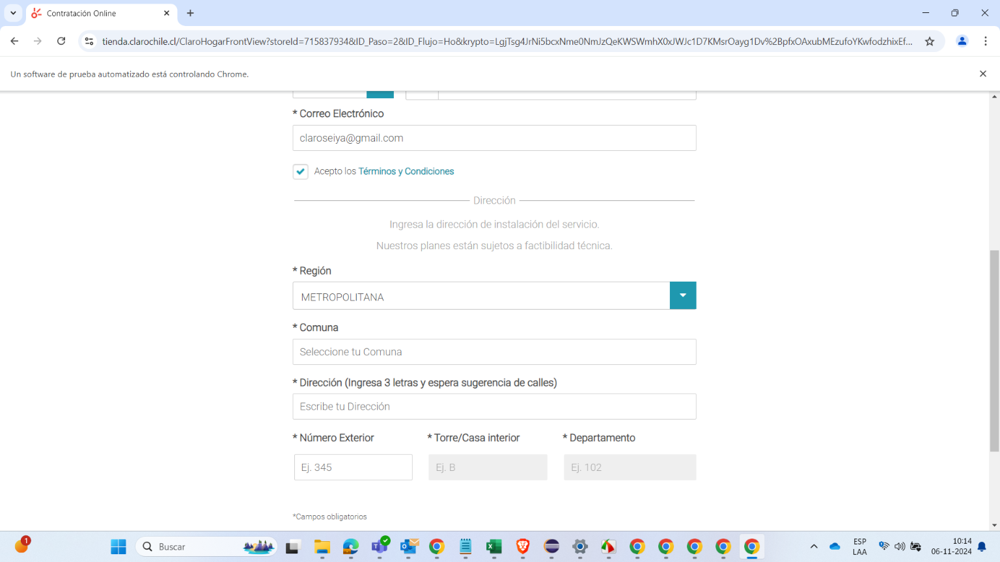 Contratación Online
tienda.clarochile.cl/ClaroHogarFrontView?storeId=715837934&ID_Paso=2&ID_Flujo=Ho&krypto=LgjTsg4JrNi5bcxNme0NmJzQeKWSWmhX0xJWJc1D7KMsrOayg1Dv%2BpfxOAxubMEzufoYKwfodzhixEf...
Un software de prueba automatizado está controlando Chrome.
* Correo Electrónico
claroseiya@gmail.com
Acepto los Términos y Condiciones
Dirección
Ingresa la dirección de instalación del servicio.
Nuestros planes están sujetos a factibilidad técnica.
* Región
METROPOLITANA
* Comuna
Seleccione tu Comuna
* Dirección (Ingresa 3 letras y espera sugerencia de calles)
Escribe tu Dirección
* Número Exterior * Torre/Casa interior * Departamento
Ej. 345 Ej. B Ej. 102
*Campos obligatorios
1
Buscar
ESP
LAA
10:14
06-11-2024